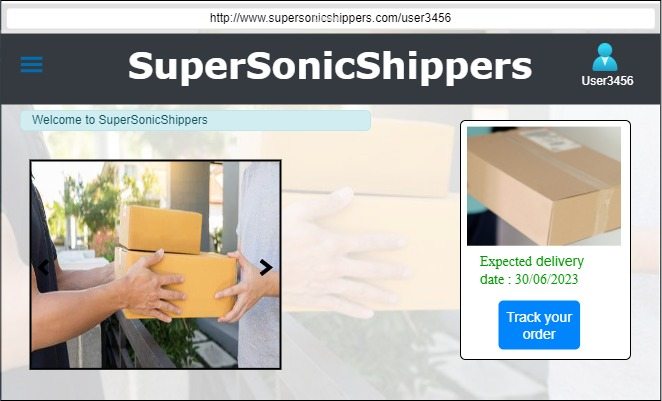 http://www.supersonicshippers.com/user3456
SuperSonicShippers
User3456
Welcome to SuperSonicShippers
Expected delivery
date : 30/06/2023
Track your
order